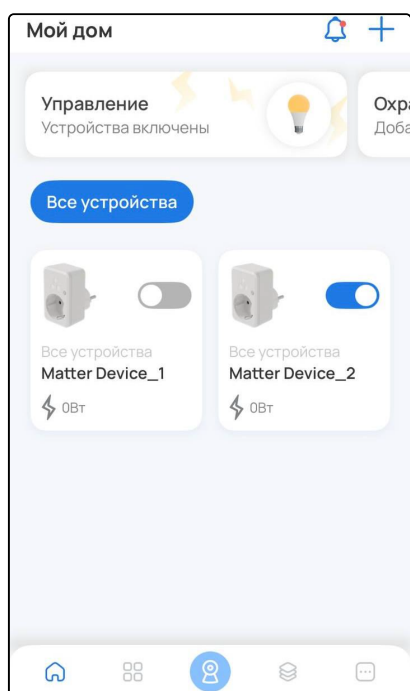 Мой дом
Управление
Устройства включены
Все устройства
Все устройства
Matter Device_1
0Вт
Все устройства
Matter Device_2
0Вт